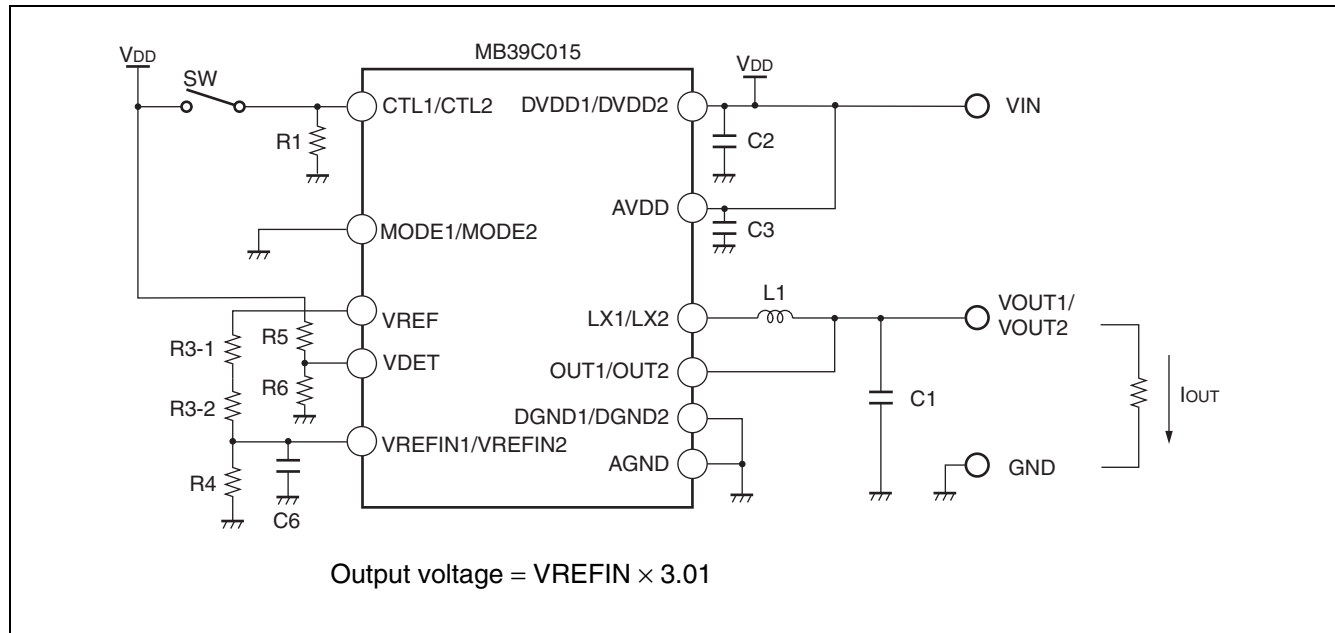 MB39C015
VDD
SW
CTL1/CTL2
R1
DVDD1/DVDD2
VDD
VIN
C2
AVDD
C3
MODE1/MODE2
VREF
R3-1
R5
VDET
R6
R3-2
VREFIN1/VREFIN2
R4
C6
LX1/LX2
L1
VOUT1/
VOUT2
OUT1/OUT2
C1
IOUT
DGND1/DGND2
AGND
GND
Output voltage = VREFIN × 3.01